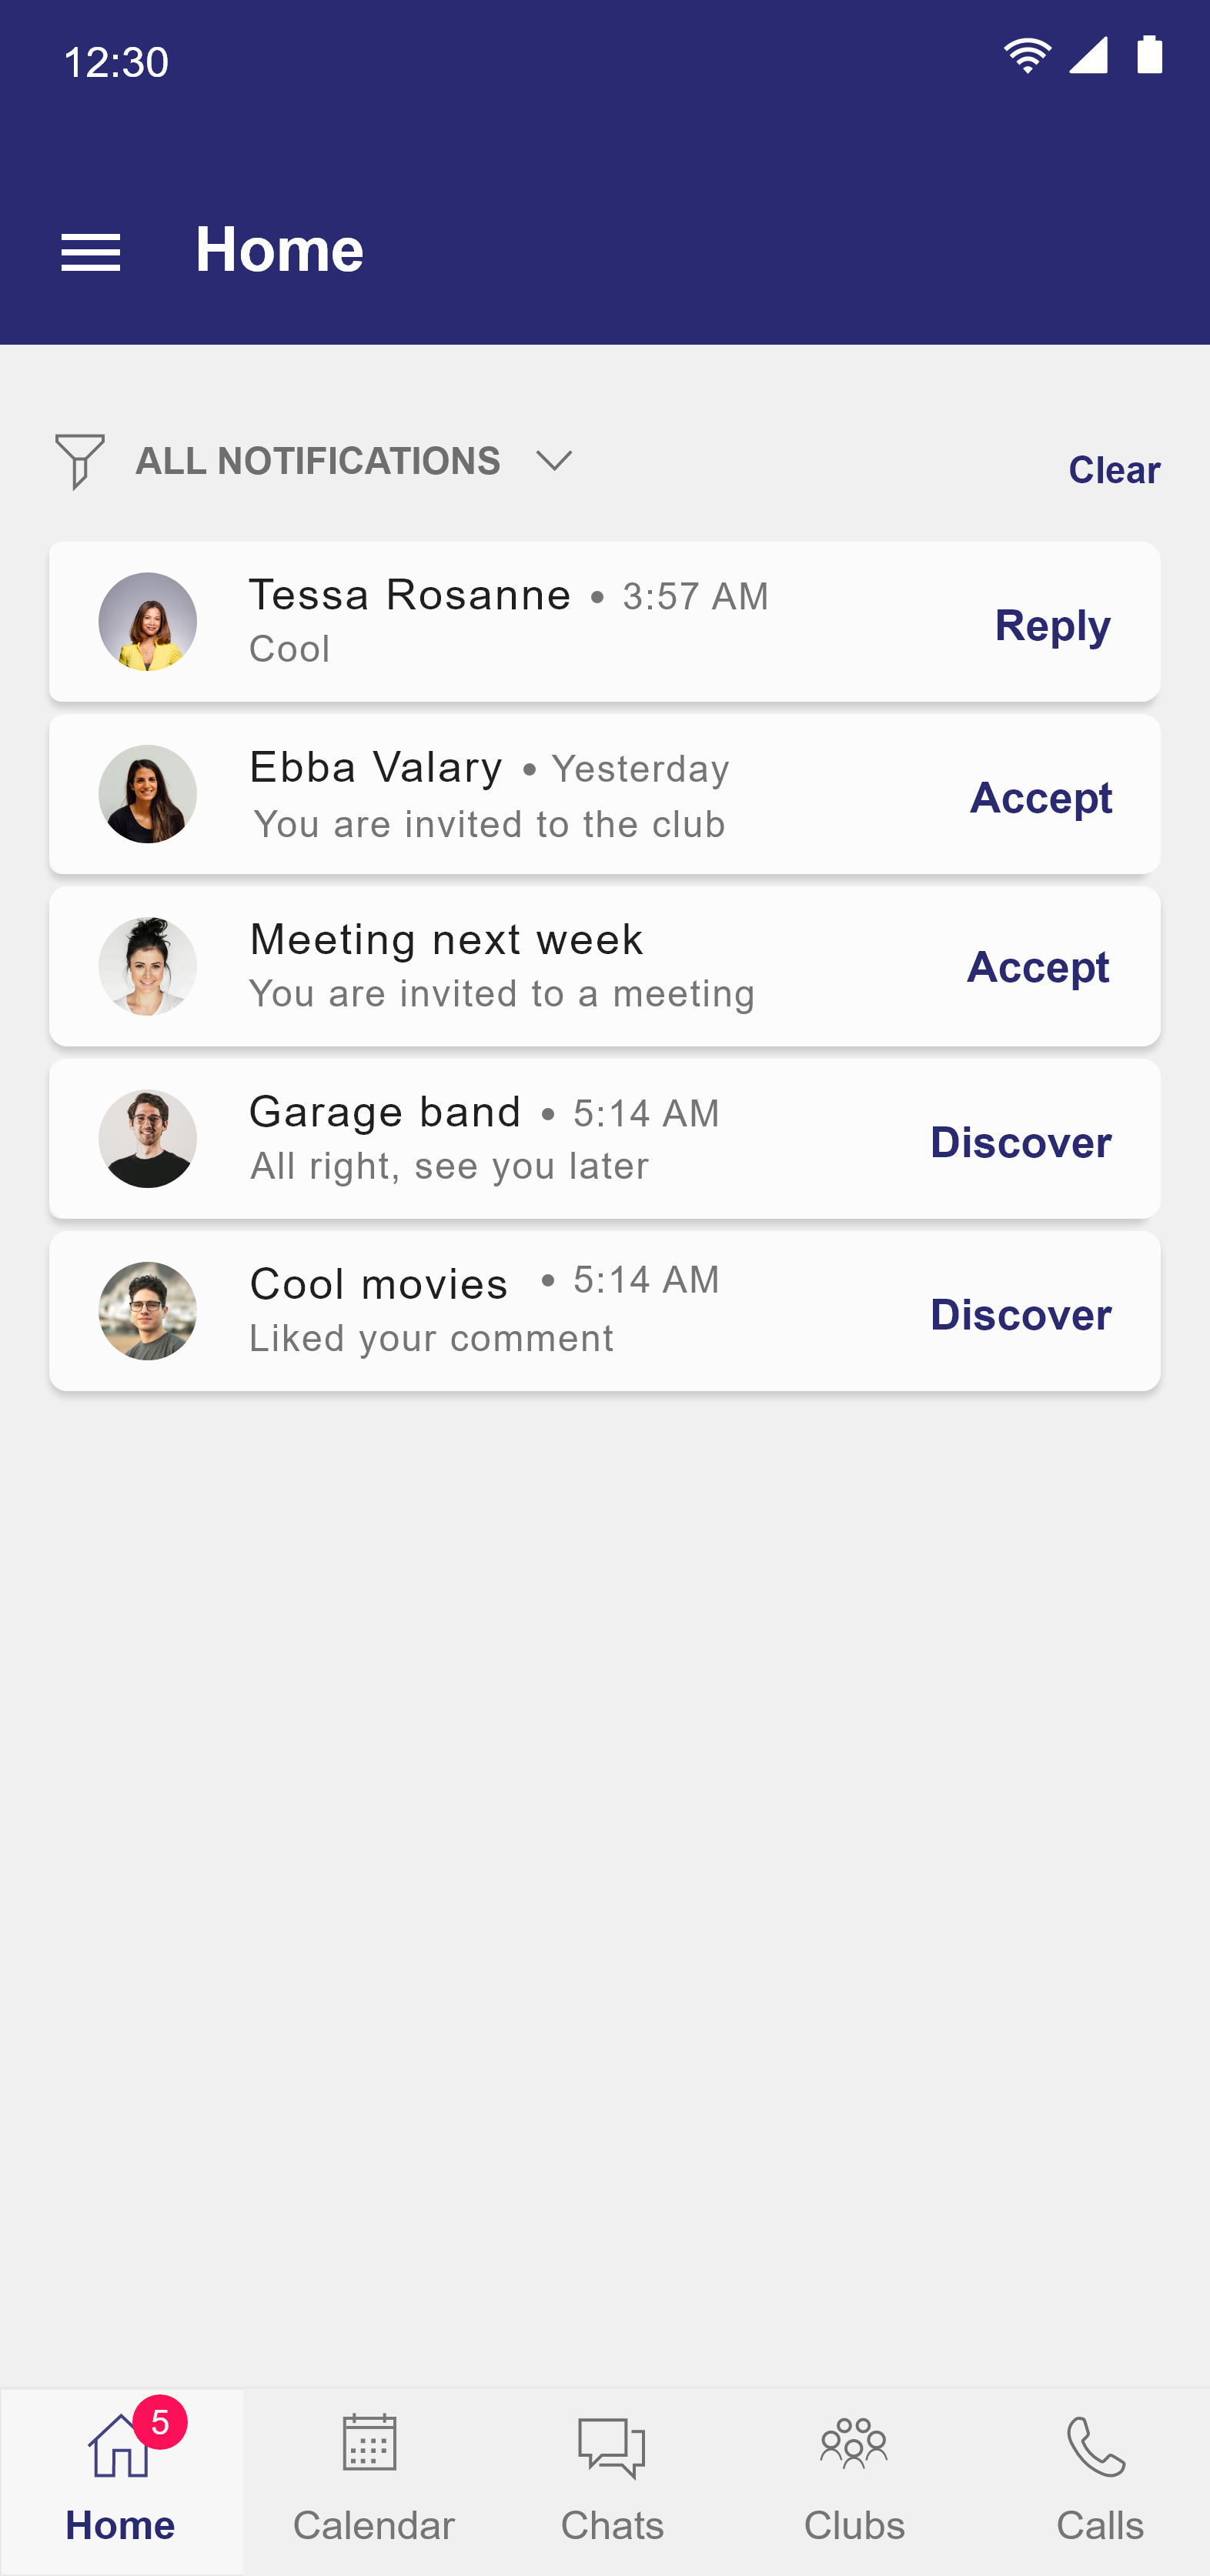 12:30
Home
ALL NOTIFICATIONS
Clear
Tessa Rosanne • 3:57 AM
Cool
Reply
Ebba Valary • Yesterday
You are invited to the club
Accept
Meeting next week
You are invited to a meeting
Accept
Garage band • 5:14 AM
All right, see you later
Discover
Cool movies • 5:14 AM
Liked your comment
Discover
5
Home
Calendar
Chats
Clubs
Calls